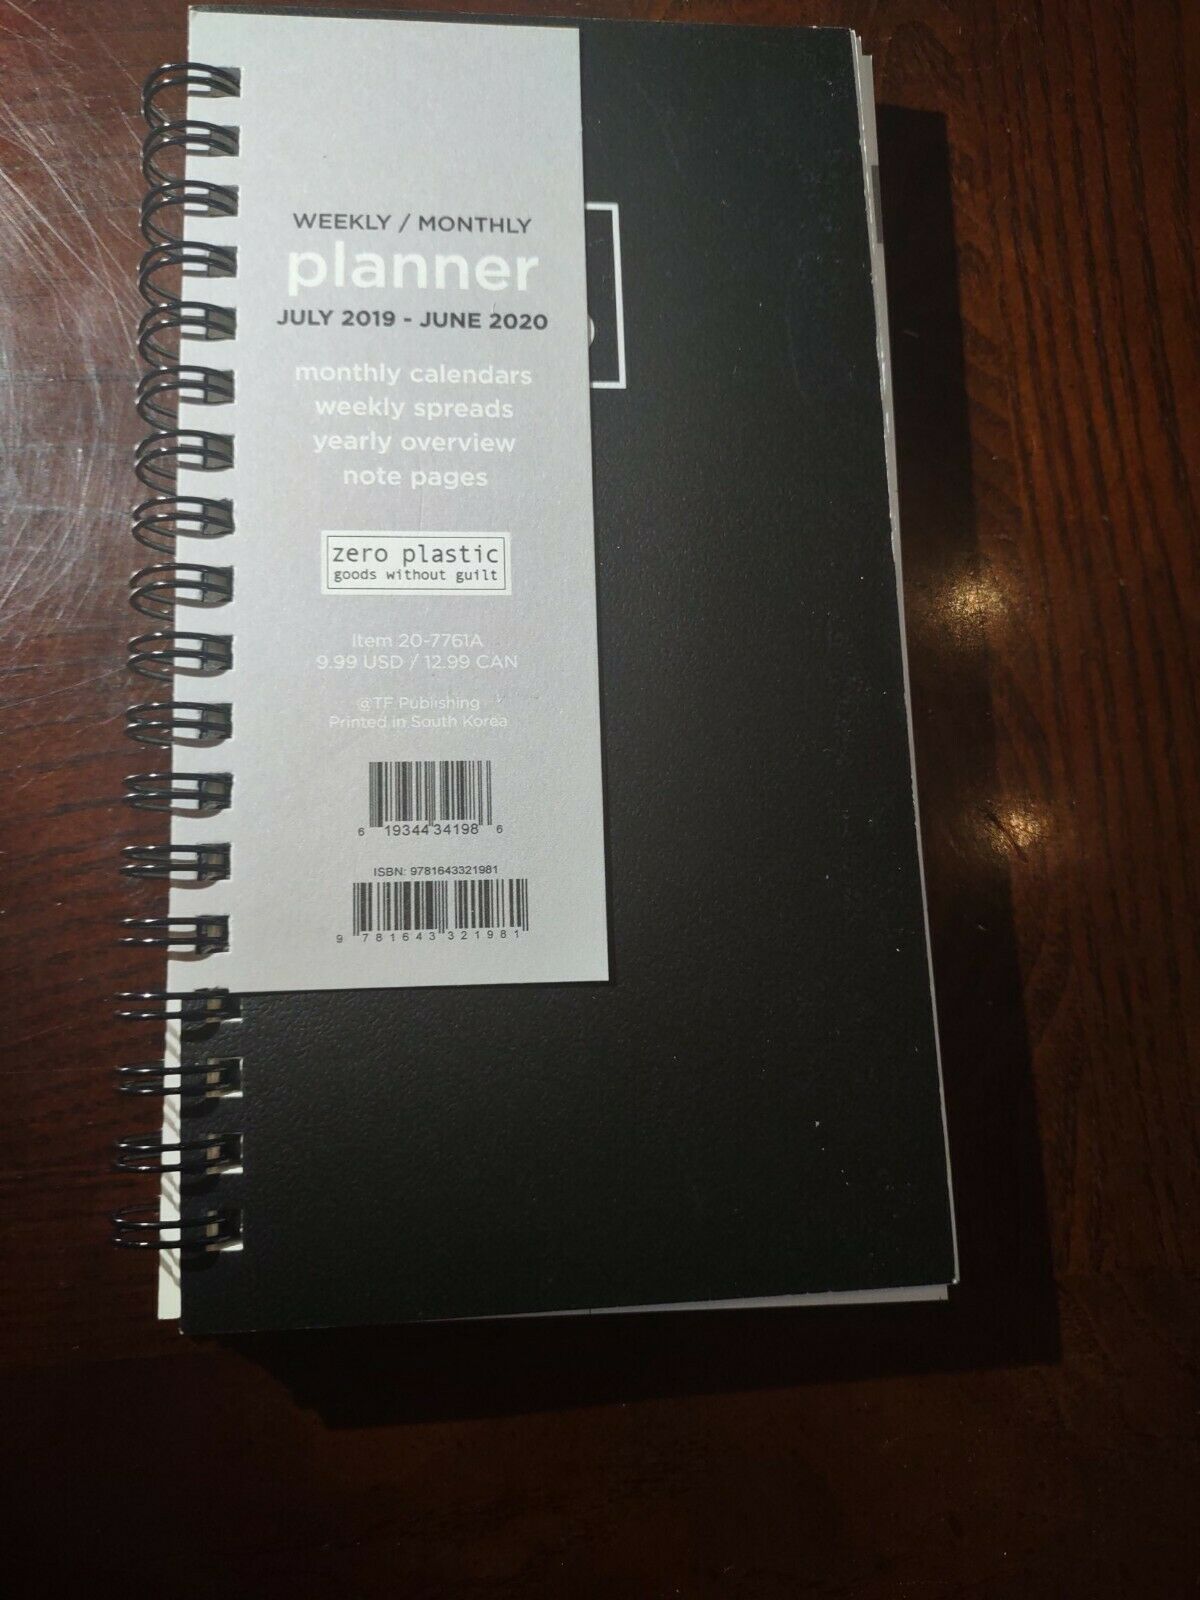 WEEKLY / MONTHLY
planner
JULY 2019 - JUNE 2020
monthly calendars
weekly spreads
yearly overview
note pages
zero plastic
goods without guilt
Item 20-7761A
9.99 USD / 12.99 CAN
@TF Publishing
Printed in South Korea
6 19344 34198 6
ISBN: 9781643321981
9 781643 321981